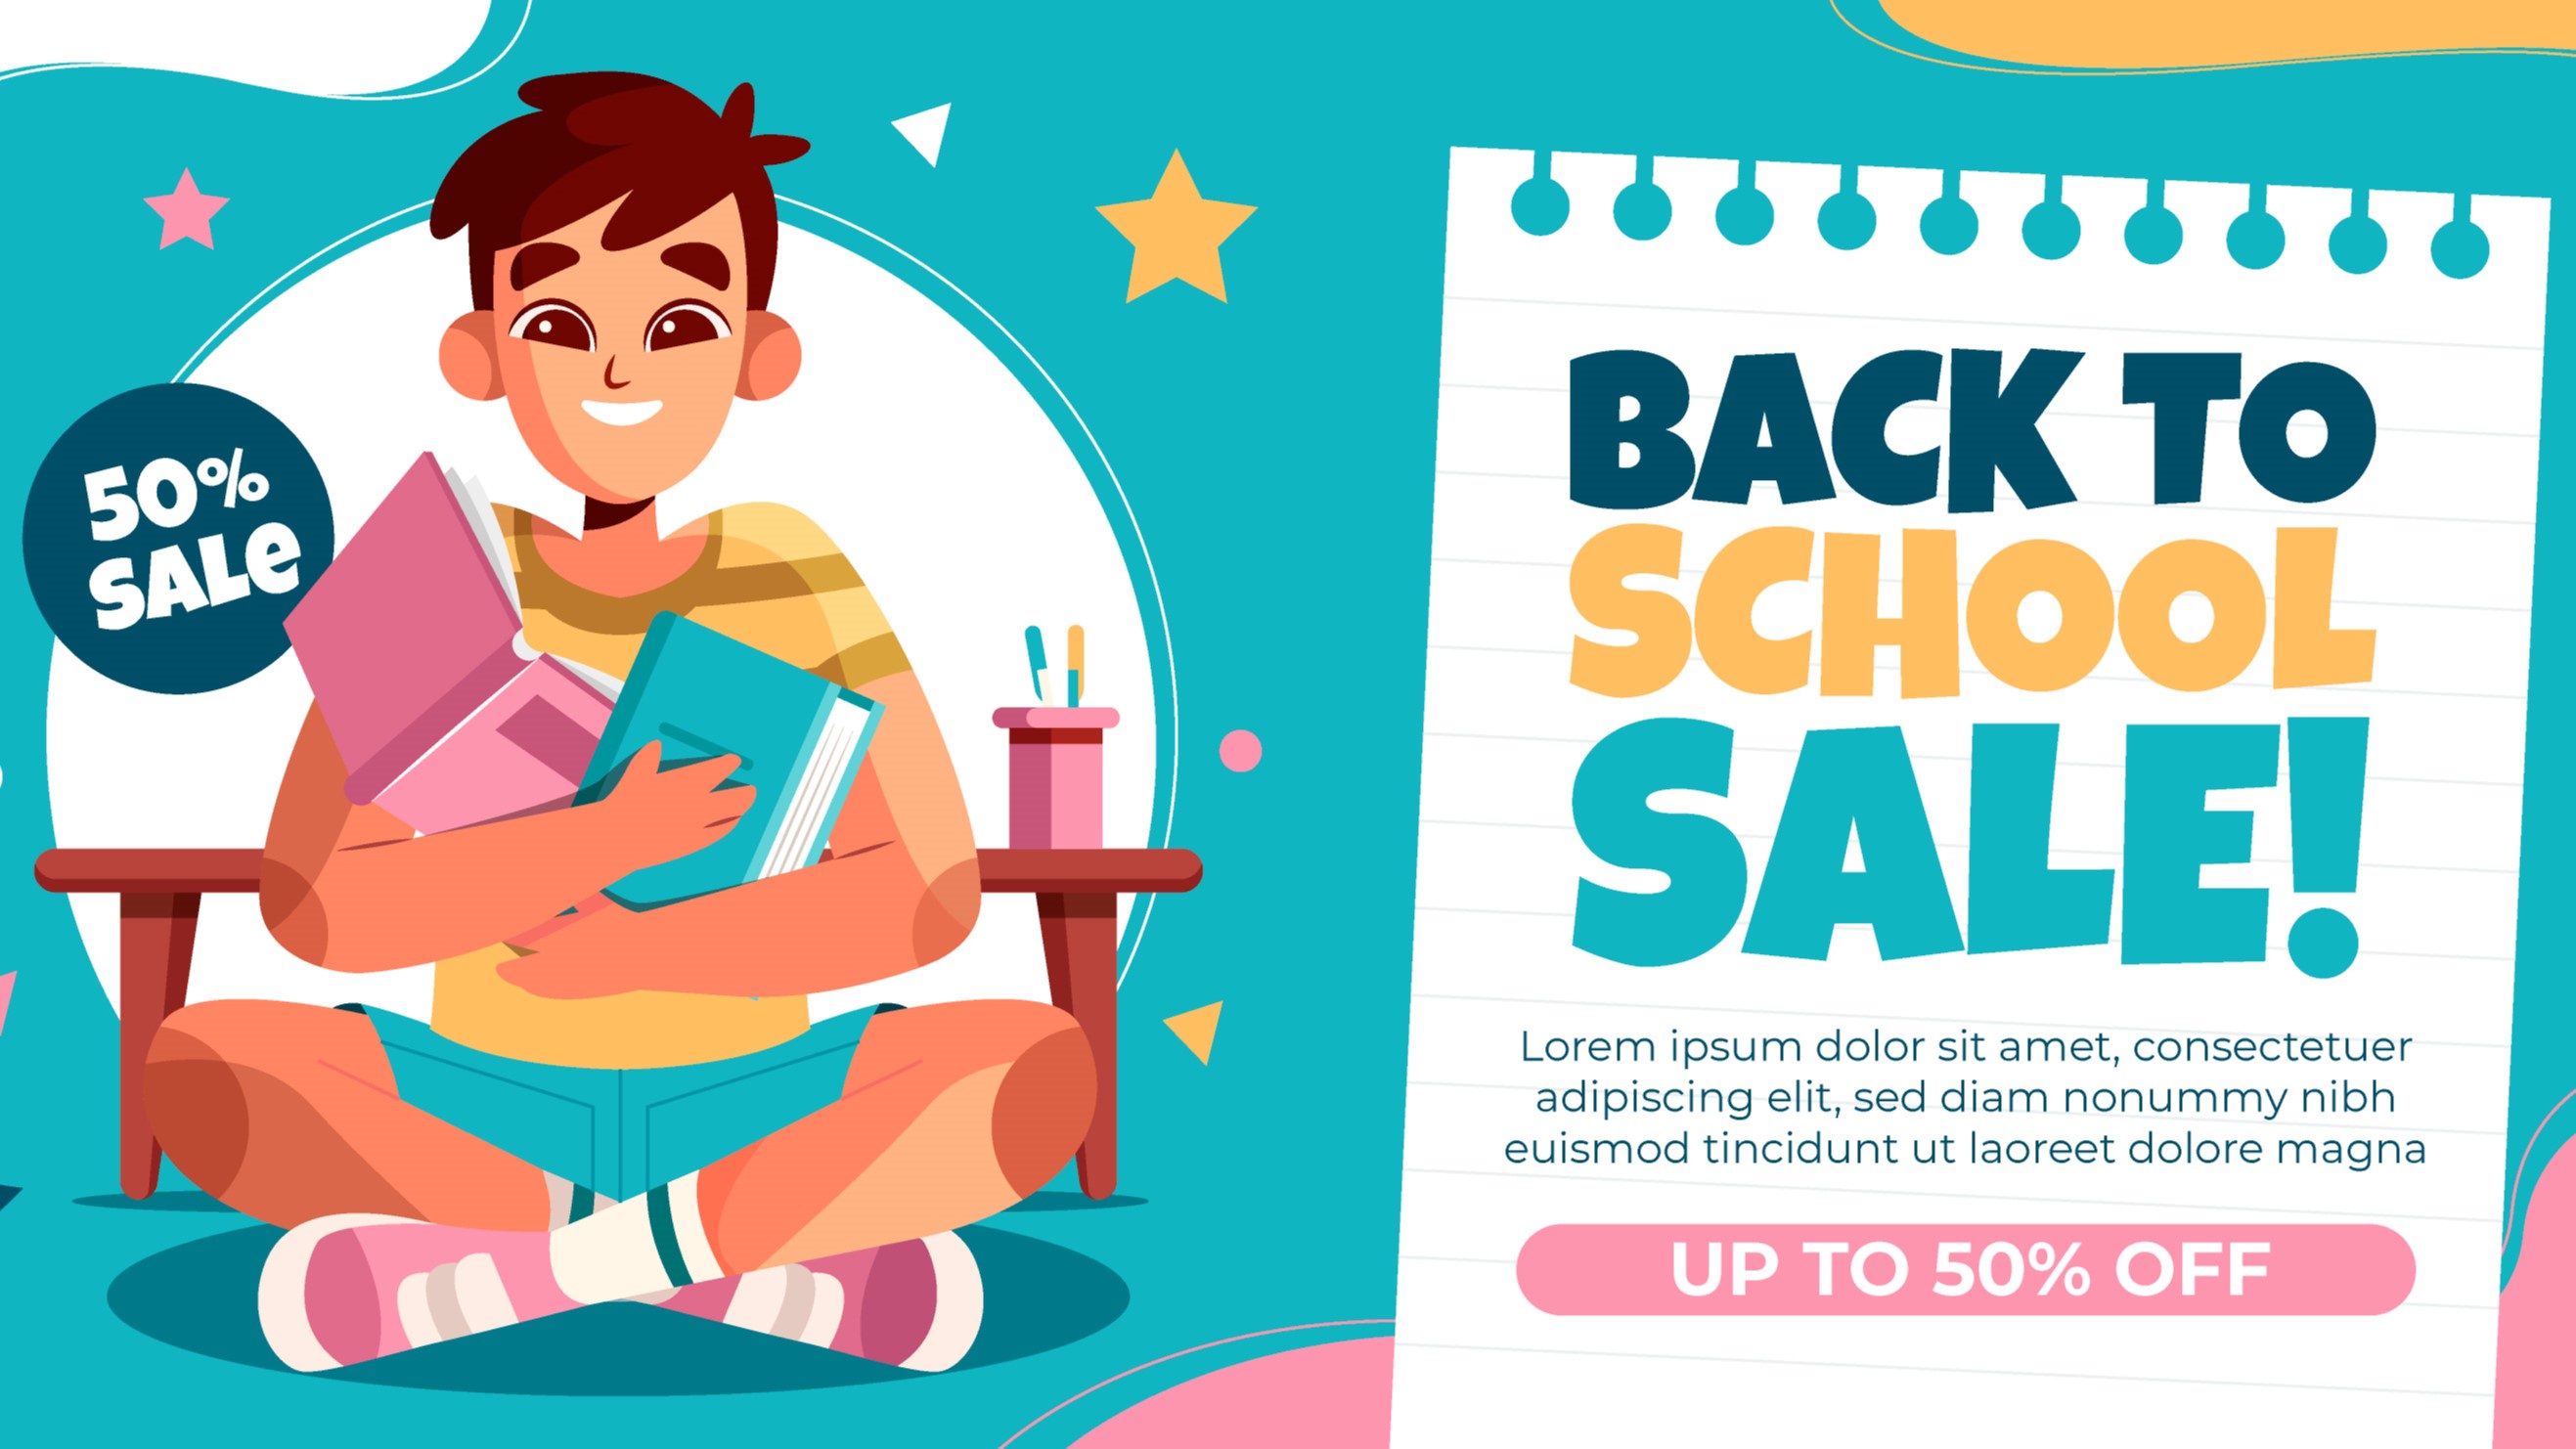 50%
SALe
BACK TO
SCHOOL
SALE!
Lorem ipsum dolor sit amet, consectetuer
adipiscing elit, sed diam nonummy nibh
euismod tincidunt ut laoreet dolore magna
UP TO 50% OFF